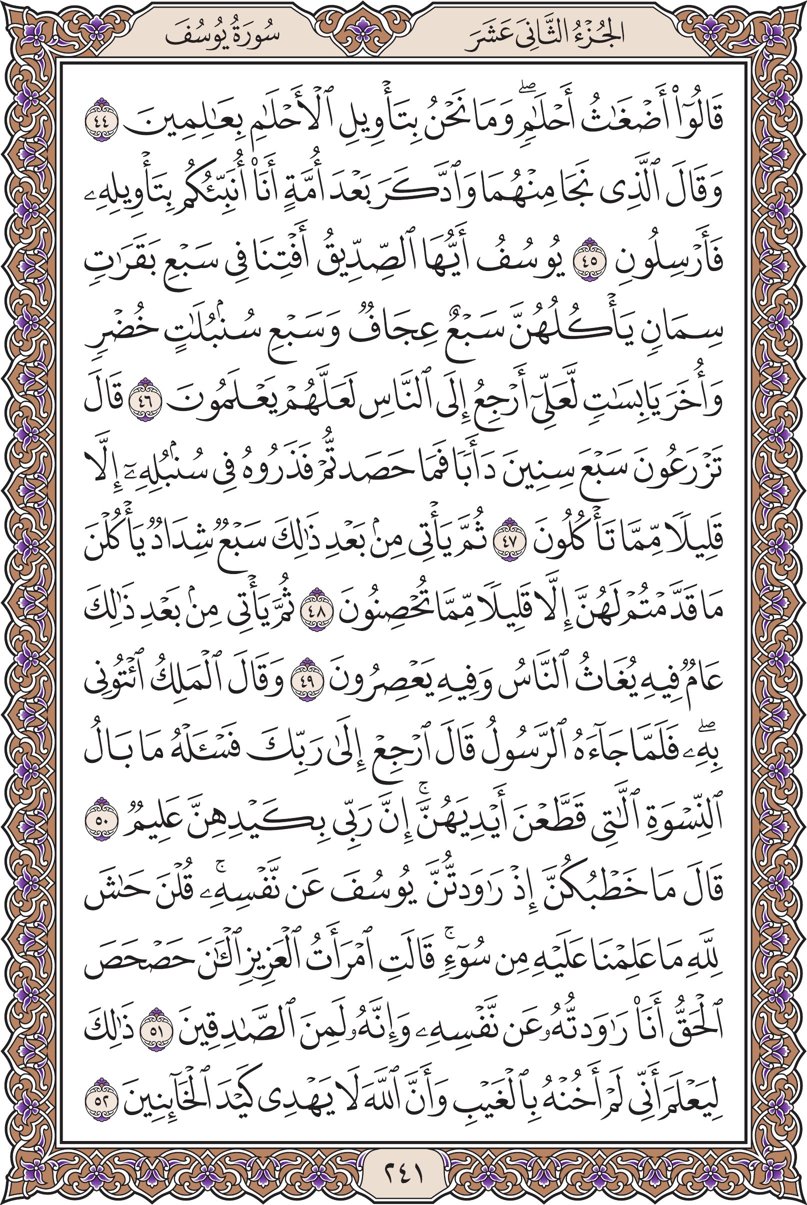 سُورَةُ يُوسُفَ
الجُزْءُ الثَّانِيَ عَشَرَ
قَالُوٓاْ أَضۡغَٰثُ أَحۡلَٰمٖۖ وَمَا نَحۡنُ بِتَأۡوِيلِ ٱلۡأَحۡلَٰمِ بِعَٰلِمِينَ ٤٤
وَقَالَ ٱلَّذِي نَجَا مِنۡهُمَا وَٱدَّكَرَ بَعۡدَ أُمَّةٍ أَنَا۠ أُنَبِّئُكُم بِتَأۡوِيلِهِۦ
فَأَرۡسِلُونِ ٤٥ يُوسُفُ أَيُّهَا ٱلصِّدِّيقُ أَفۡتِنَا فِي سَبۡعِ بَقَرَٰتٖ
سِمَانٖ يَأۡكُلُهُنَّ سَبۡعٌ عِجَافٞ وَسَبۡعِ سُنۢبُلَٰتٍ خُضۡرٖ
وَأُخَرَ يَابِسَٰتٖ لَّعَلِّيٓ أَرۡجِعُ إِلَى ٱلنَّاسِ لَعَلَّهُمۡ يَعۡلَمُونَ ٤٦ قَالَ
تَزۡرَعُونَ سَبۡعَ سِنِينَ دَأَبٗا فَمَا حَصَدتُّمۡ فَذَرُوهُ فِي سُنۢبُلِهِۦٓ إِلَّا
قَلِيلٗا مِّمَّا تَأۡكُلُونَ ٤٧ ثُمَّ يَأۡتِي مِنۢ بَعۡدِ ذَٰلِكَ سَبۡعٞ شِدَادٞ يَأۡكُلۡنَ
مَا قَدَّمۡتُمۡ لَهُنَّ إِلَّا قَلِيلٗا مِّمَّا تُحۡصِنُونَ ٤٨ ثُمَّ يَأۡتِي مِنۢ بَعۡدِ ذَٰلِكَ
عَامٞ فِيهِ يُغَاثُ ٱلنَّاسُ وَفِيهِ يَعۡصِرُونَ ٤٩ وَقَالَ ٱلۡمَلِكُ ٱئۡتُونِي
بِهِۦۖ فَلَمَّا جَآءَهُ ٱلرَّسُولُ قَالَ ٱرۡجِعۡ إِلَىٰ رَبِّكَ فَسۡـَٔلۡهُ مَا بَالُ
ٱلنِّسۡوَةِ ٱلَّٰتِي قَطَّعۡنَ أَيۡدِيَهُنَّۚ إِنَّ رَبِّي بِكَيۡدِهِنَّ عَلِيمٞ ٥٠
قَالَ مَا خَطۡبُكُنَّ إِذۡ رَٰوَدتُّنَّ يُوسُفَ عَن نَّفۡسِهِۦۚ قُلۡنَ حَٰشَ
لِلَّهِ مَا عَلِمۡنَا عَلَيۡهِ مِن سُوٓءٖۚ قَالَتِ ٱمۡرَأَتُ ٱلۡعَزِيزِ ٱلۡـَٰٔنَ حَصۡحَصَ
ٱلۡحَقُّ أَنَا۠ رَٰوَدتُّهُۥ عَن نَّفۡسِهِۦ وَإِنَّهُۥ لَمِنَ ٱلصَّٰدِقِينَ ٥١ ذَٰلِكَ
لِيَعۡلَمَ أَنِّي لَمۡ أَخُنۡهُ بِٱلۡغَيۡبِ وَأَنَّ ٱللَّهَ لَا يَهۡدِي كَيۡدَ ٱلۡخَآئِنِينَ ٥٢
٢٤١